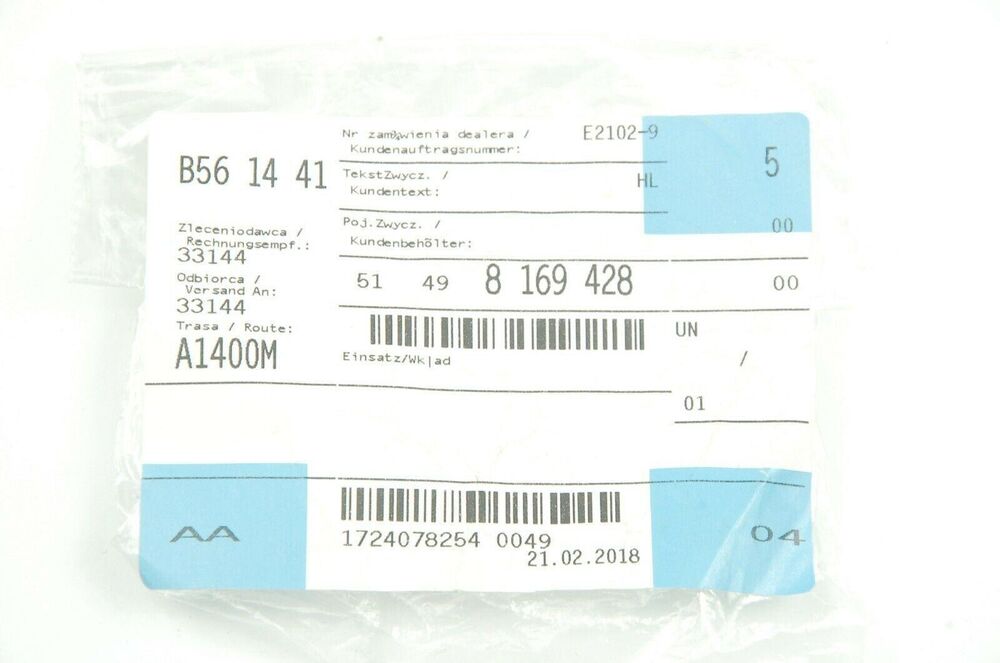 Nr zam¾wienia dealera / E2102-9
Kundenauftragsnummer:
B56 14 41
TekstZwycz. / HL
Kundentext:
5
Poj.Zwycz. / 00
Kundenbehölter:
Zleceniodawca /
Rechnungsempf.:
33144
Odbiorca /
Versand An:
33144
51 49 8 169 428 00
Trasa / Route:
A1400M
UN
Einsatz/Wk|ad /
01
AA
1724078254 0049
21.02.2018
04